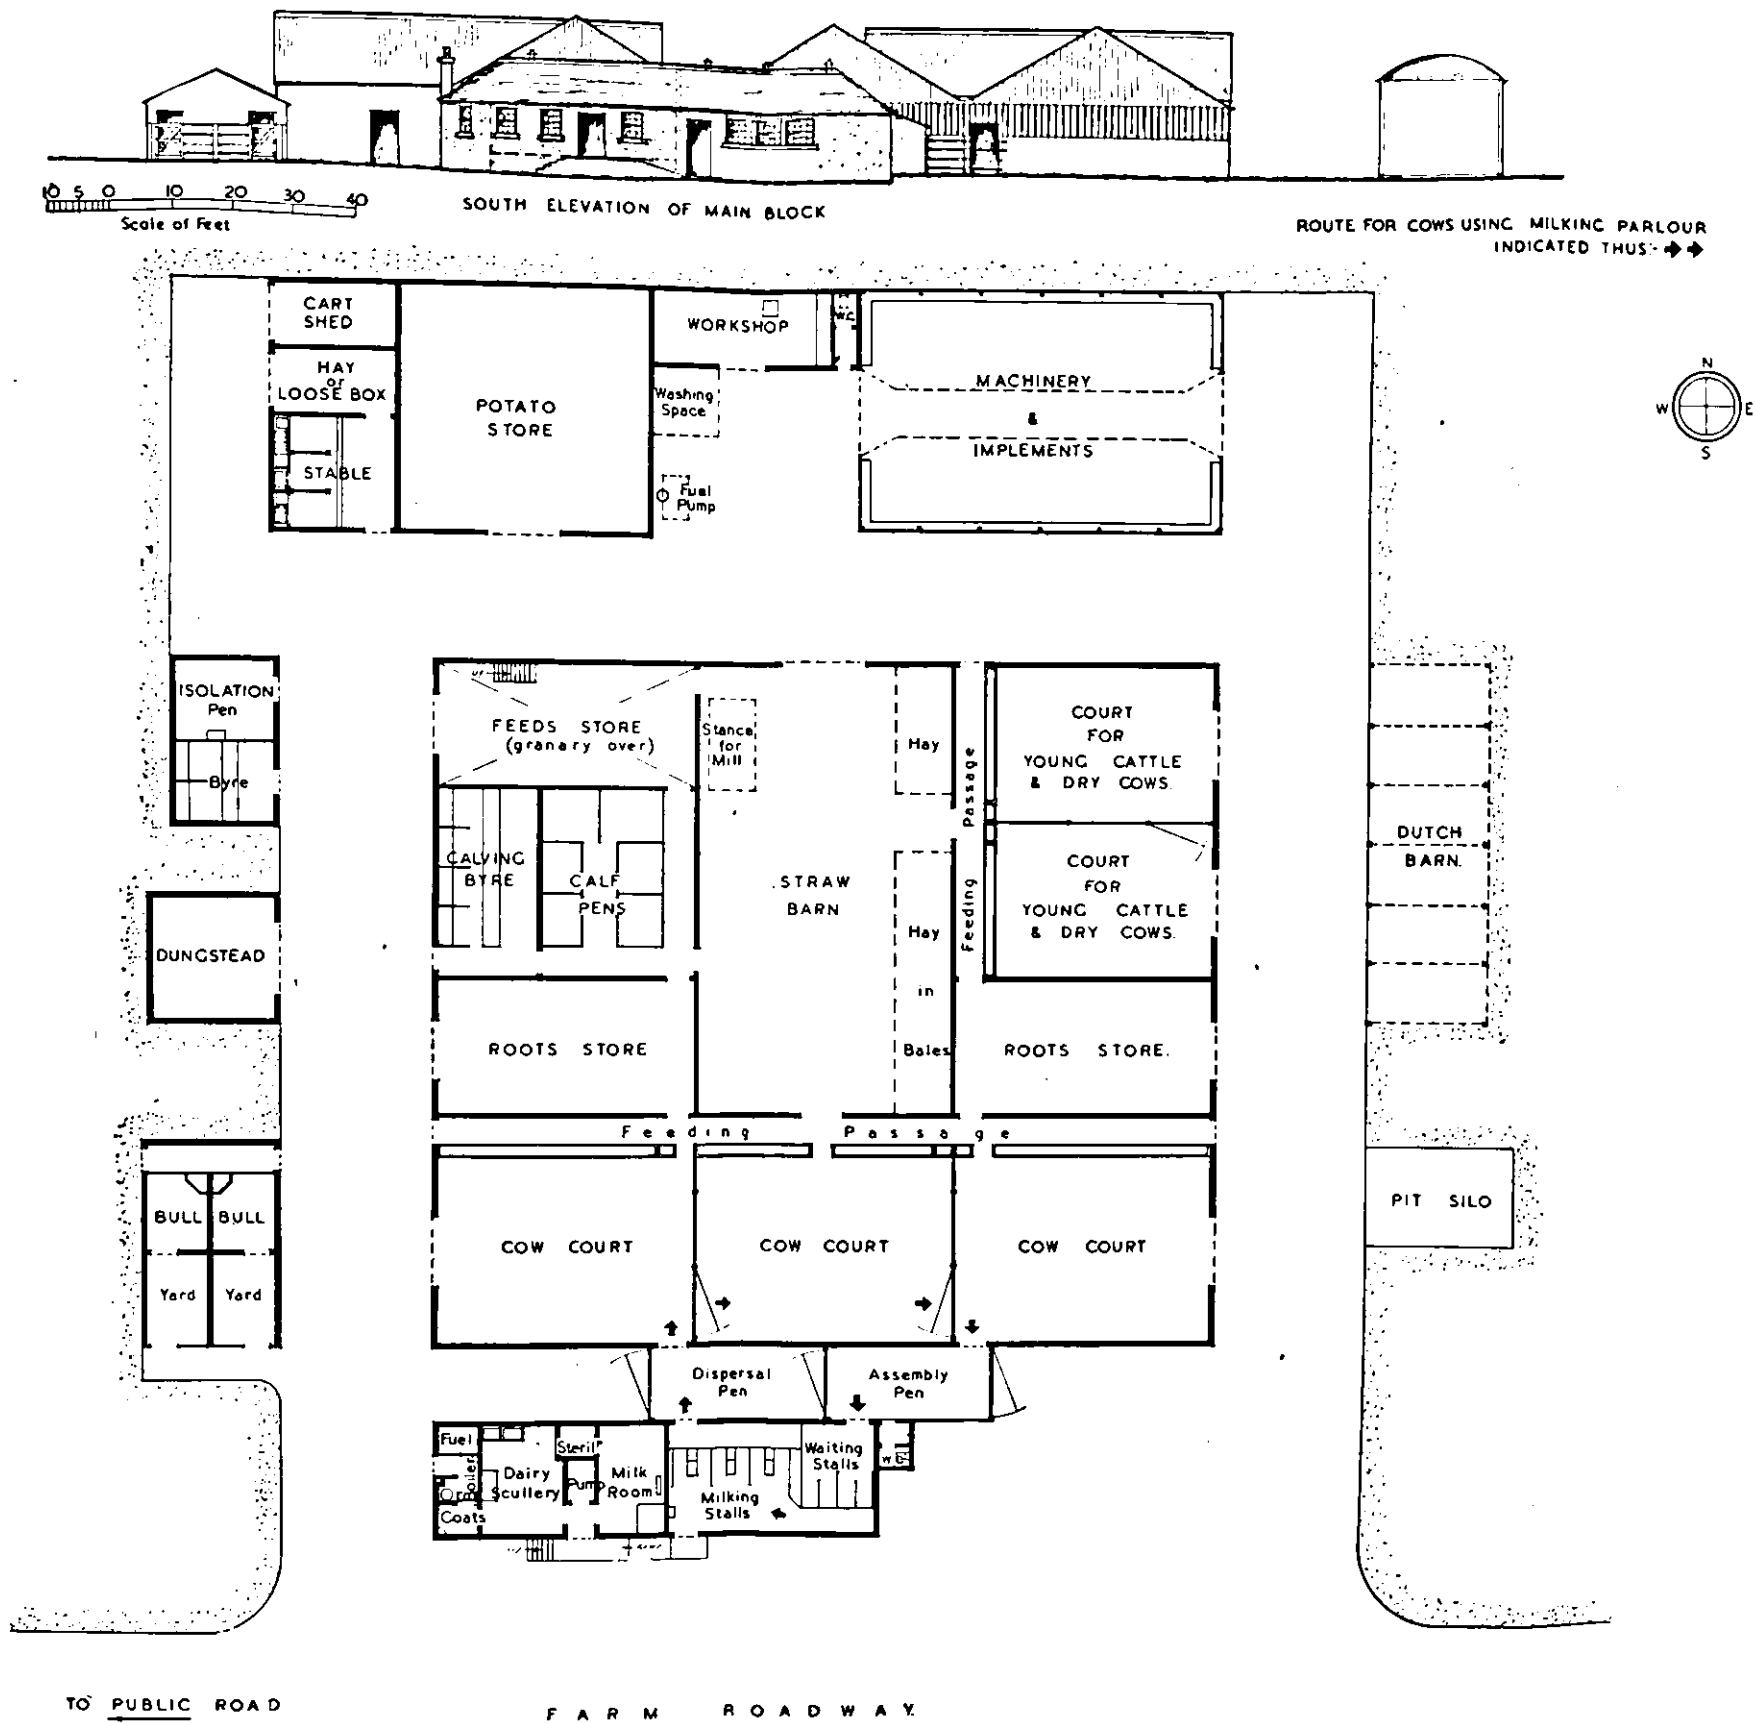 10 5 0 10 20 30 40
Scale of Feet
SOUTH ELEVATION OF MAIN BLOCK
ROUTE FOR COWS USING MILKING PARLOUR
INDICATED THUS:-
CART
SHED
HAY
or
LOOSE BOX
STABLE
POTATO
STORE
WORKSHOP
W.C.
Washing
Space
Fuel
Pump
MACHINERY
&
IMPLEMENTS
N
W E
S
ISOLATION
Pen
Byre
UP
FEEDS STORE
(granary over)
Stance
for
Mill
Hay
Feeding Passage
COURT
FOR
YOUNG CATTLE
& DRY COWS.
CALVING
BYRE
CALF
PENS
STRAW
BARN
Hay
in
Bales
COURT
FOR
YOUNG CATTLE
& DRY COWS.
DUTCH
BARN.
DUNGSTEAD
ROOTS STORE
ROOTS STORE.
Feeding Passage
BULL BULL
Yard Yard
COW COURT
COW COURT
COW COURT
PIT SILO
Dispersal
Pen
Assembly
Pen
Fuel
Boiler
Coats
Dairy
Scullery
Steril^r
Pump
Milk
Room
Milking
Stalls
Waiting
Stalls
W.C.
TO PUBLIC ROAD
FARM ROADWAY.